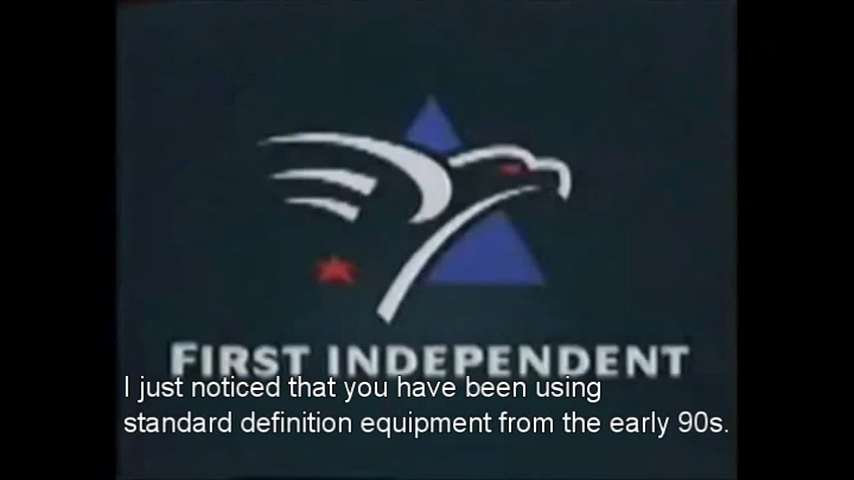 FIRST INDEPENDENT
I just noticed that you have been using
standard definition equipment from the early 90s.